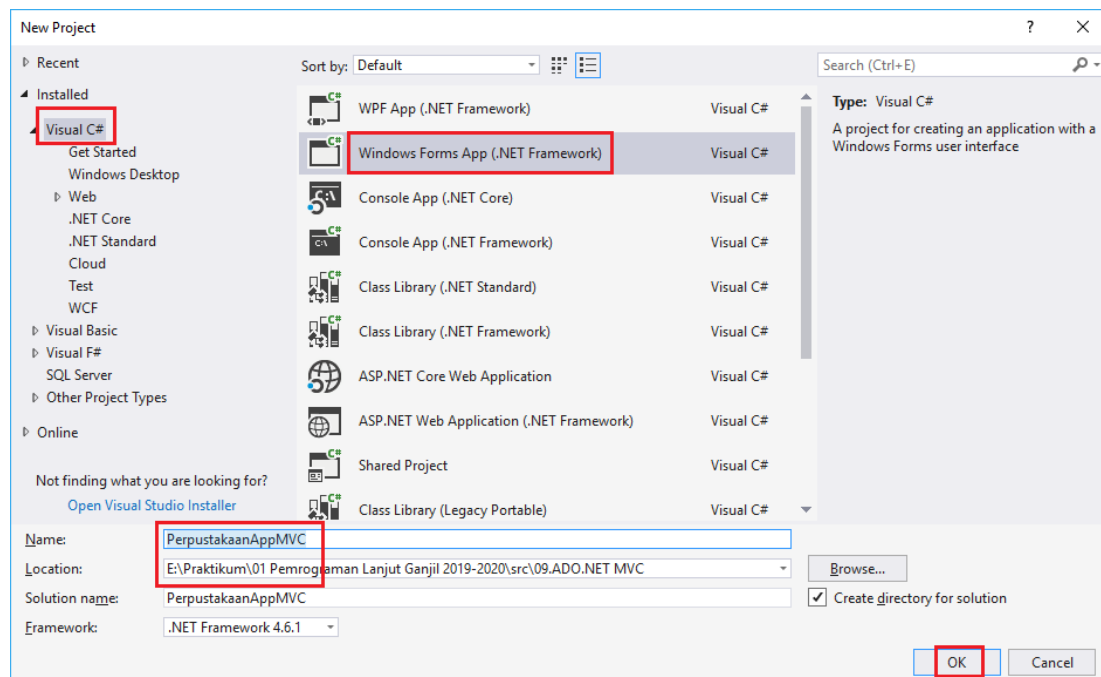 New Project
? ×
Recent
Sort by: Default
Search (Ctrl+E)
Installed
Visual C#
Get Started
Windows Desktop
Web
.NET Core
.NET Standard
Cloud
Test
WCF
Visual Basic
Visual F#
SQL Server
Other Project Types
Online
Not finding what you are looking for?
Open Visual Studio Installer
WPF App (.NET Framework) Visual C#
Windows Forms App (.NET Framework) Visual C#
Console App (.NET Core) Visual C#
Console App (.NET Framework) Visual C#
Class Library (.NET Standard) Visual C#
Class Library (.NET Framework) Visual C#
ASP.NET Core Web Application Visual C#
ASP.NET Web Application (.NET Framework) Visual C#
Shared Project Visual C#
Class Library (Legacy Portable) Visual C#
Type: Visual C#
A project for creating an application with a
Windows Forms user interface
Name: PerpustakaanAppMVC
Location: E:\Praktikum\01 Pemrograman Lanjut Ganjil 2019-2020\src\09.ADO.NET MVC
Browse...
Solution name: PerpustakaanAppMVC
Create directory for solution
Framework: .NET Framework 4.6.1
OK Cancel